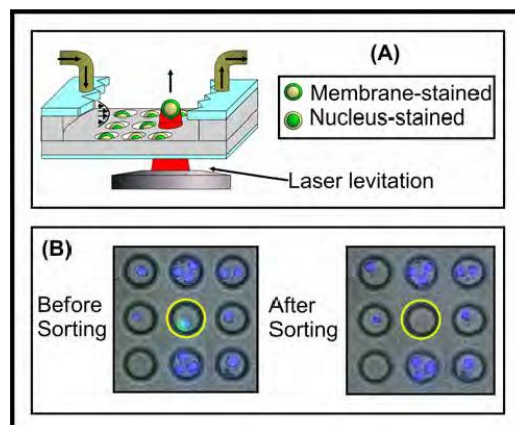 (A)
Membrane-stained
Nucleus-stained
Laser levitation
(B)
Before
Sorting
After
Sorting